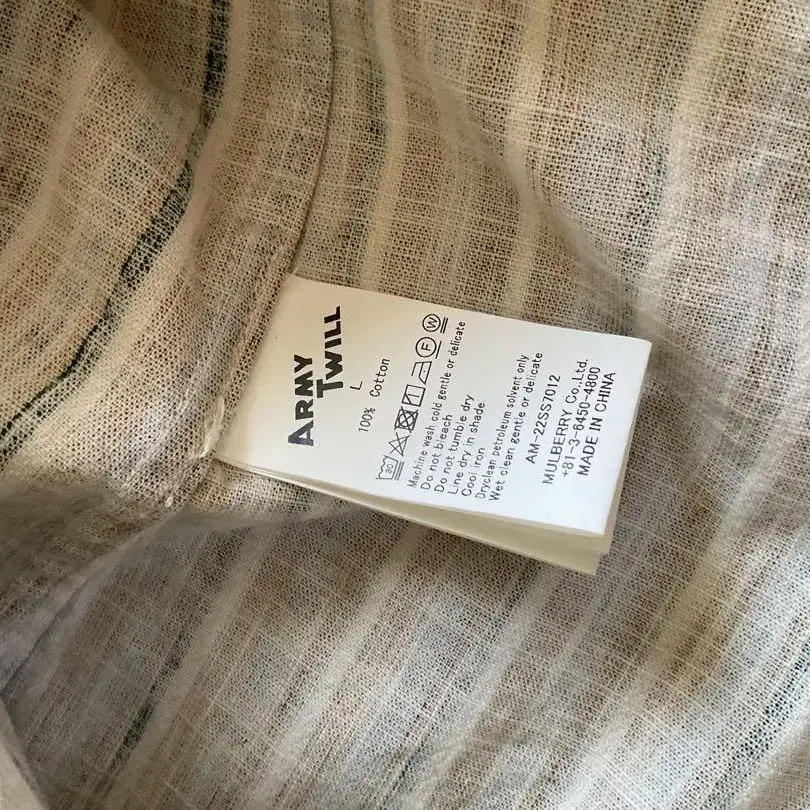 ARMY
TWILL
L
100% Cotton
30 F W
Machine wash cold gentle or delicate
Do not bleach
Do not tumble dry
Line dry in shade
Cool iron
Dryclean petroleum solvent only
Wet clean gentle or delicate
AM-22SS7012
MULBERRY Co.,Ltd.
+81-3-6450-4800
MADE IN CHINA